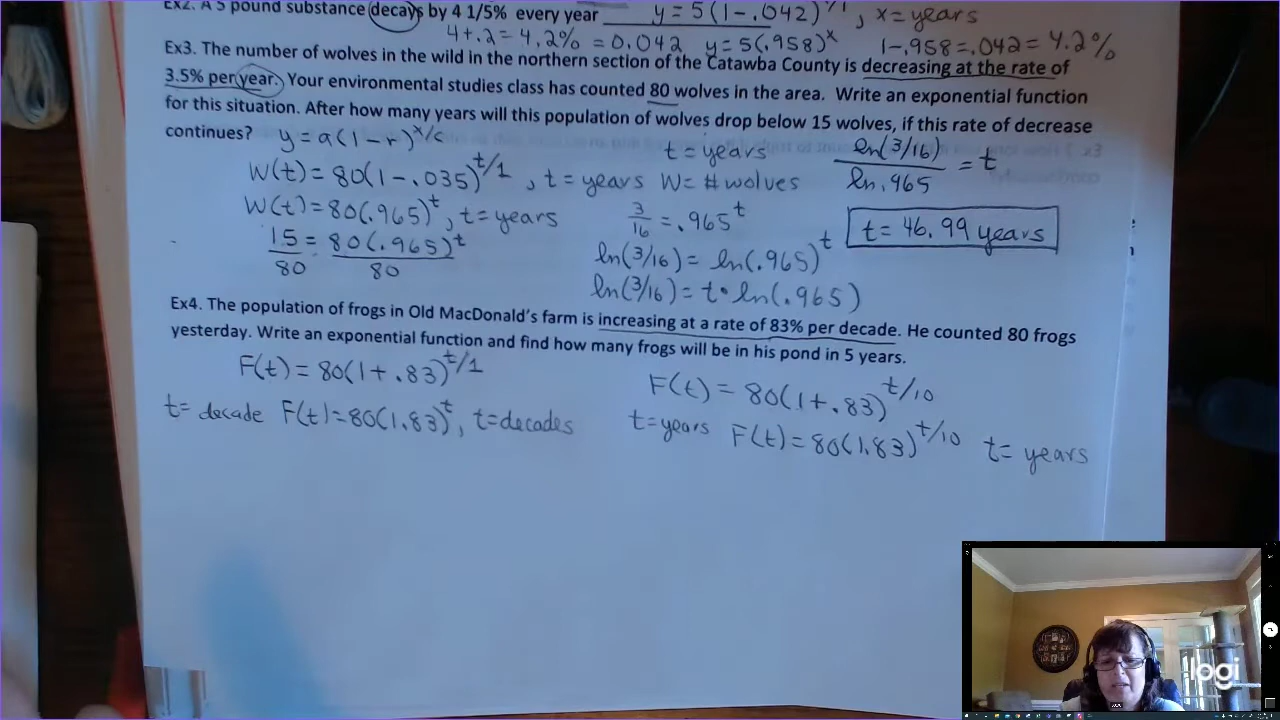 Ex2. A 5 pound substance decays by 4 1/5% every year y = 5(1-.042)^x/1, x = years
4+.2 = 4.2% = 0.042 y = 5(.958)^x 1-.958 = .042 = 4.2%
Ex3. The number of wolves in the wild in the northern section of the Catawba County is decreasing at the rate of
3.5% per year. Your environmental studies class has counted 80 wolves in the area. Write an exponential function
for this situation. After how many years will this population of wolves drop below 15 wolves, if this rate of decrease
continues? y = a(1-r)^x/c
t = years
W(t) = 80(1-.035)^t/1, t = years W = # wolves
ln(3/16) / ln .965 = t
W(t) = 80(.965)^t, t = years
3/16 = .965^t
t = 46.99 years
15/80 = 80(.965)^t/80
ln(3/16) = ln(.965)^t
ln(3/16) = t • ln(.965)
Ex4. The population of frogs in Old MacDonald's farm is increasing at a rate of 83% per decade. He counted 80 frogs
yesterday. Write an exponential function and find how many frogs will be in his pond in 5 years.
F(t) = 80(1+.83)^t/1
F(t) = 80(1+.83)^t/10
t = decade F(t) = 80(1.83)^t, t = decades
t = years F(t) = 80(1.83)^t/10 t = years
logi